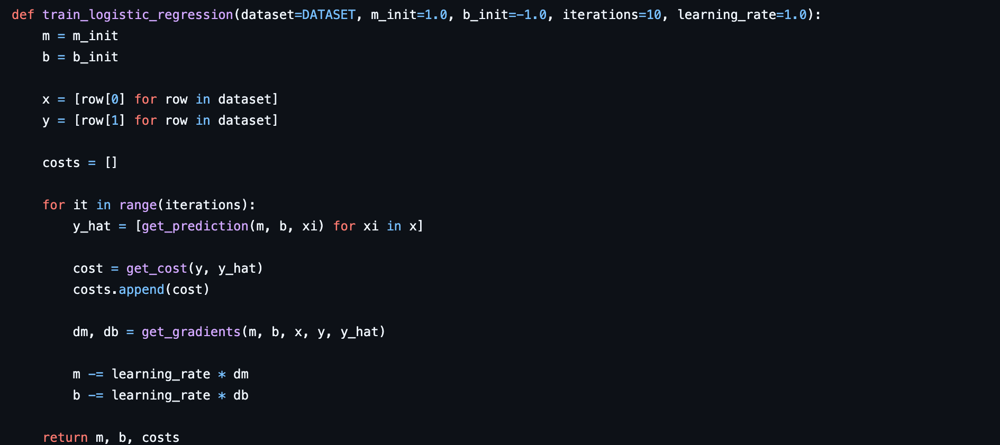 def train_logistic_regression(dataset=DATASET, m_init=1.0, b_init=-1.0, iterations=10, learning_rate=1.0):
    m = m_init
    b = b_init

    x = [row[0] for row in dataset]
    y = [row[1] for row in dataset]

    costs = []

    for it in range(iterations):
        y_hat = [get_prediction(m, b, xi) for xi in x]

        cost = get_cost(y, y_hat)
        costs.append(cost)

        dm, db = get_gradients(m, b, x, y, y_hat)

        m -= learning_rate * dm
        b -= learning_rate * db

    return m, b, costs